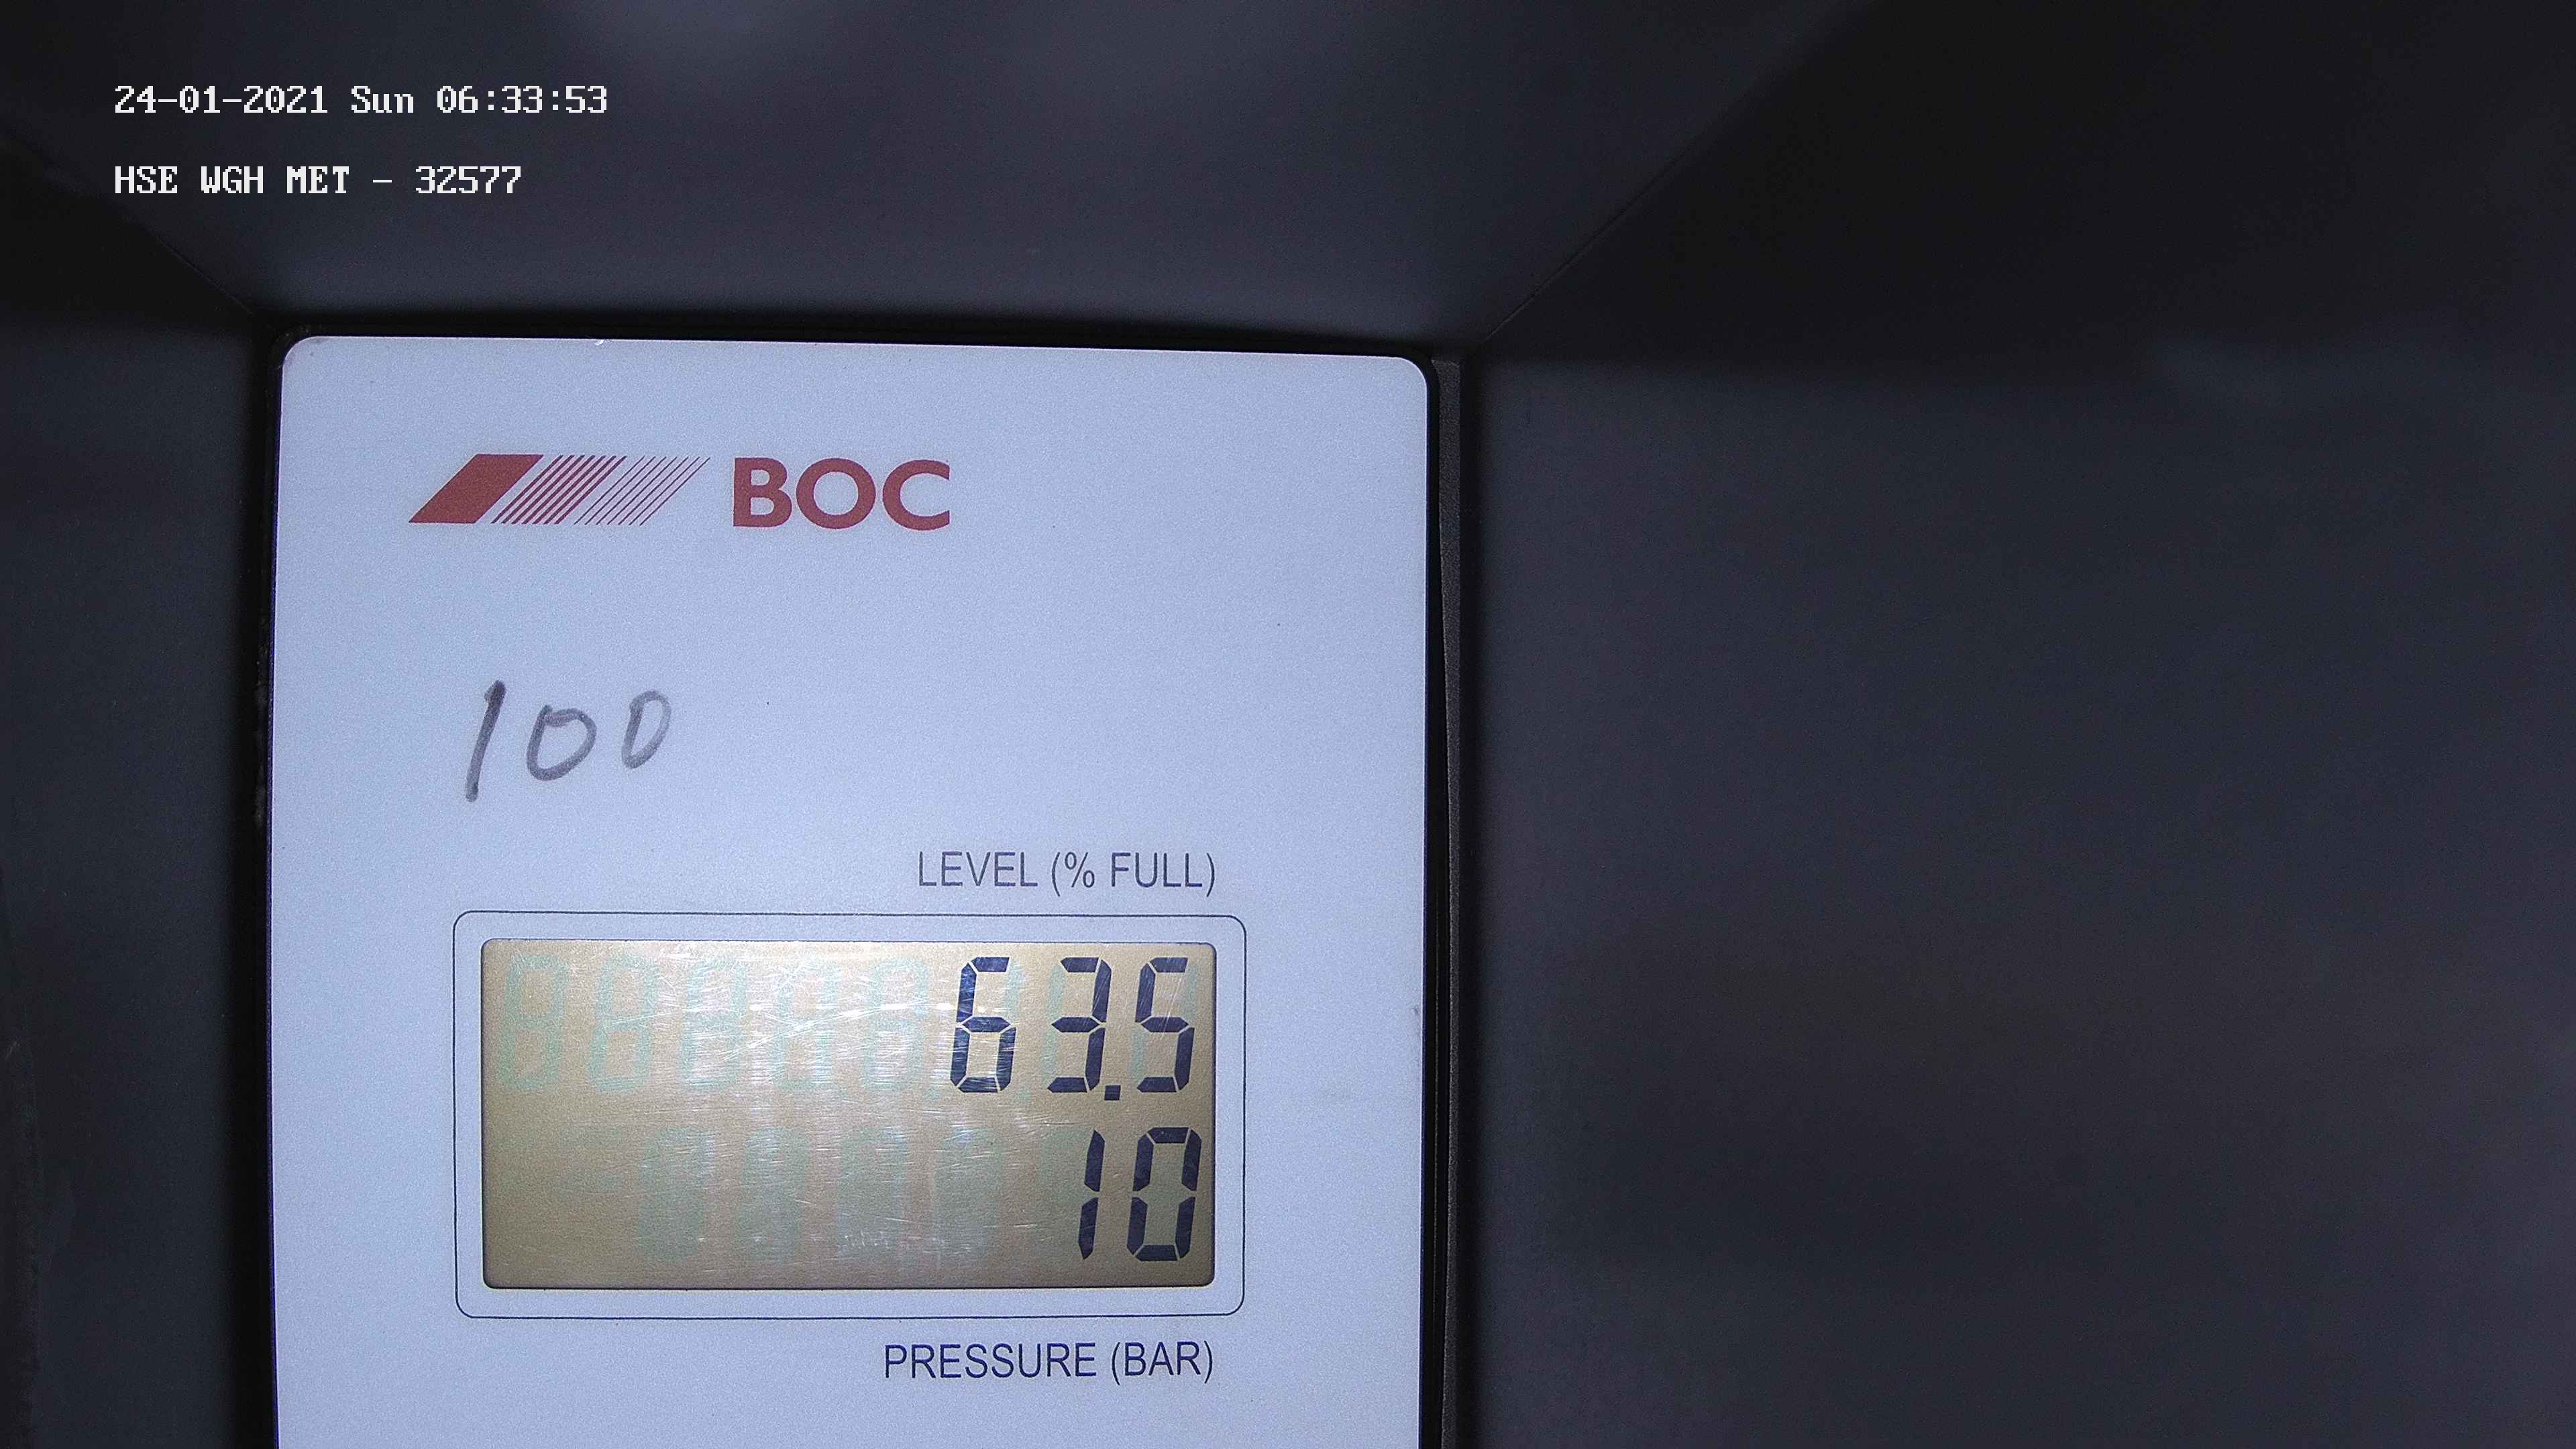 24-01-2021 Sun 06:33:53
HSE WGH MET - 32577
BOC
100
LEVEL (% FULL)
63.5
10
PRESSURE (BAR)